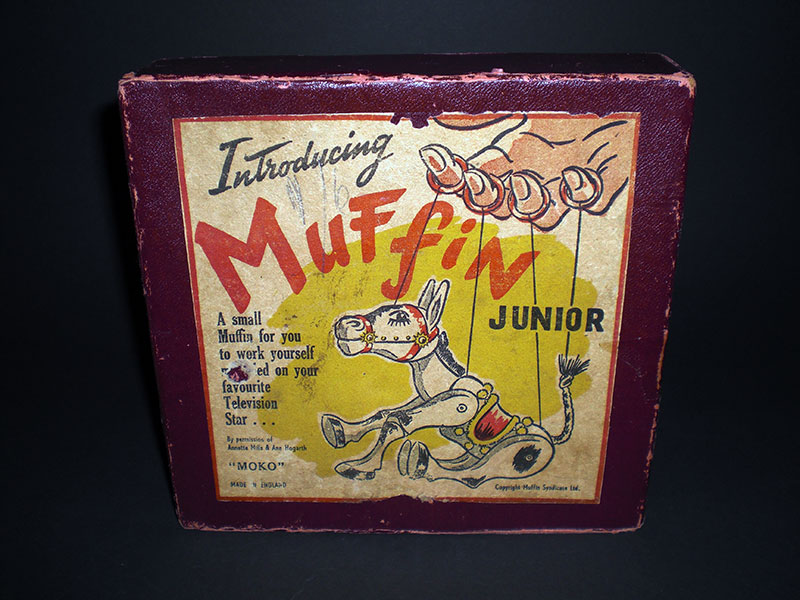 Introducing
Muffin
JUNIOR
A small
Muffin for you
to work yourself
ed on your
favourite
Television
Star . . .
By permission of
Annette Mills & Ann Hogarth
"MOKO"
MADE IN ENGLAND
Copyright Muffin Syndicate Ltd.